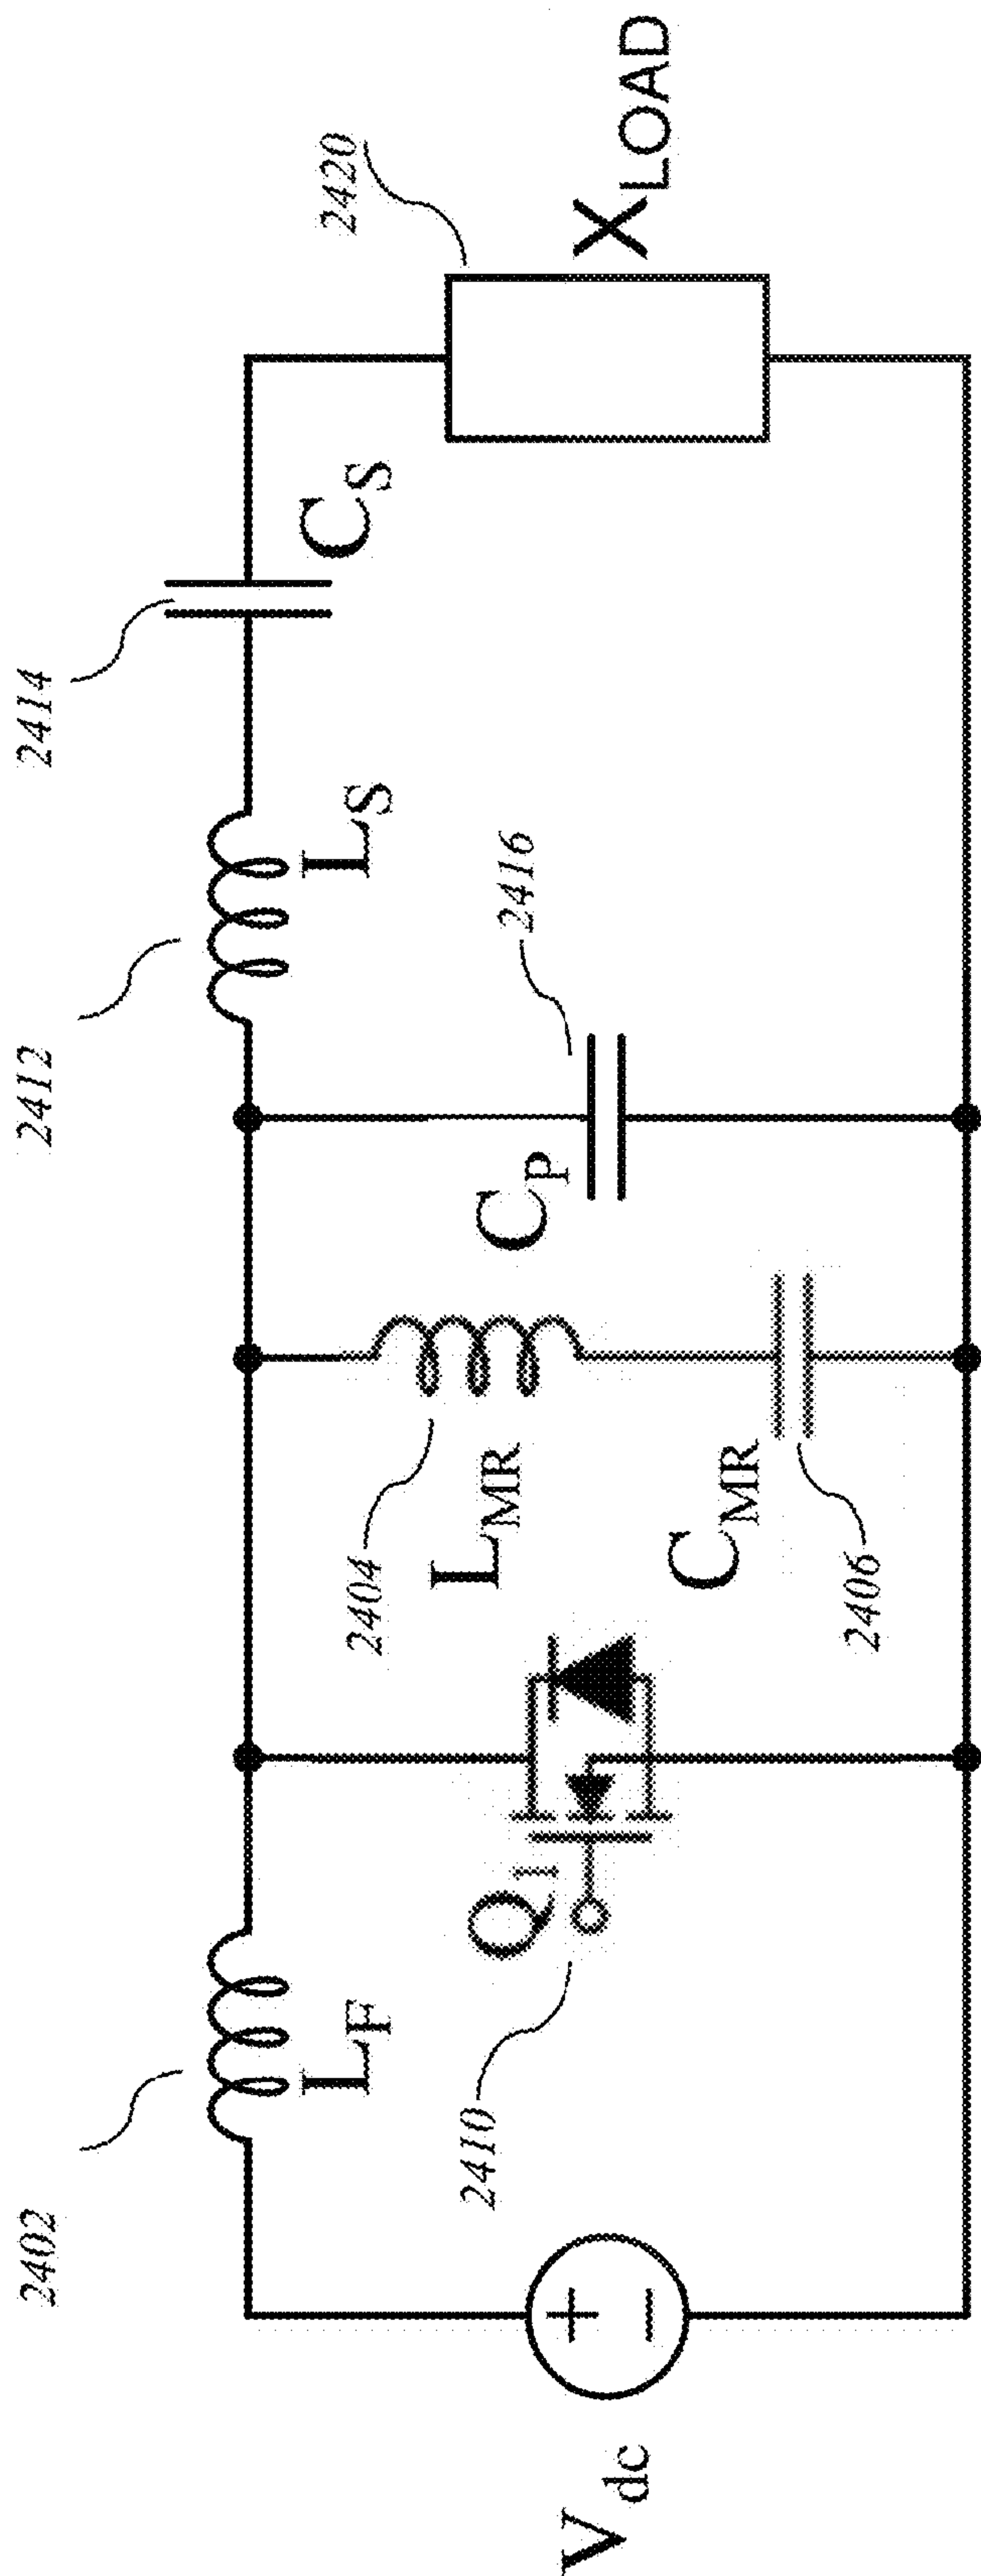 2402
2412
2414
2420
L_F
L_S
C_S
2404
2416
2410
Q_1
L_MR
C_P
V_dc
+
−
C_MR
2406
X_LOAD